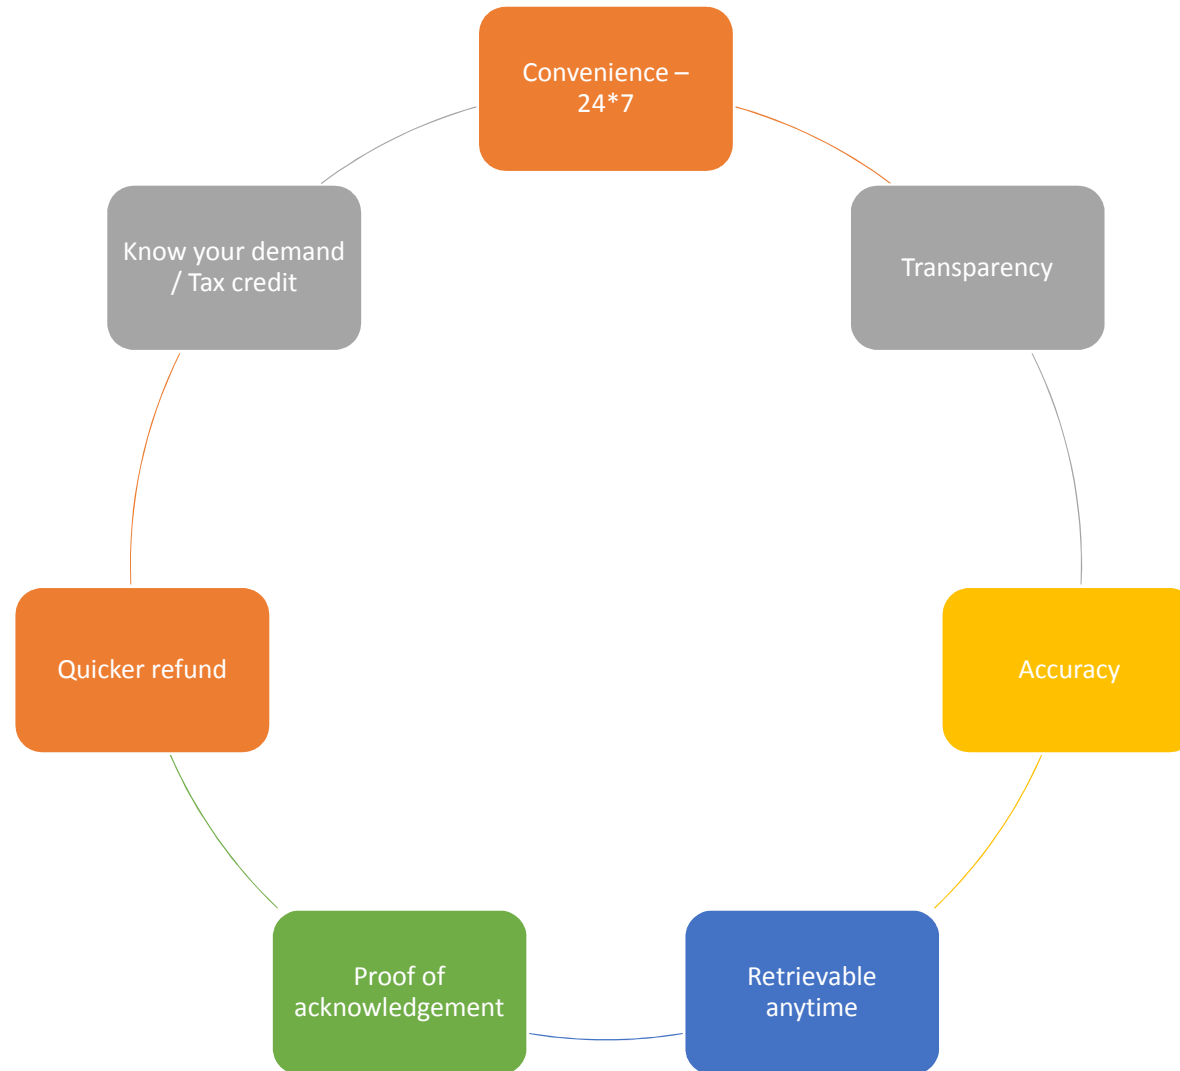 Convenience –
24*7
Transparency
Accuracy
Retrievable
anytime
Proof of
acknowledgement
Quicker refund
Know your demand
/ Tax credit